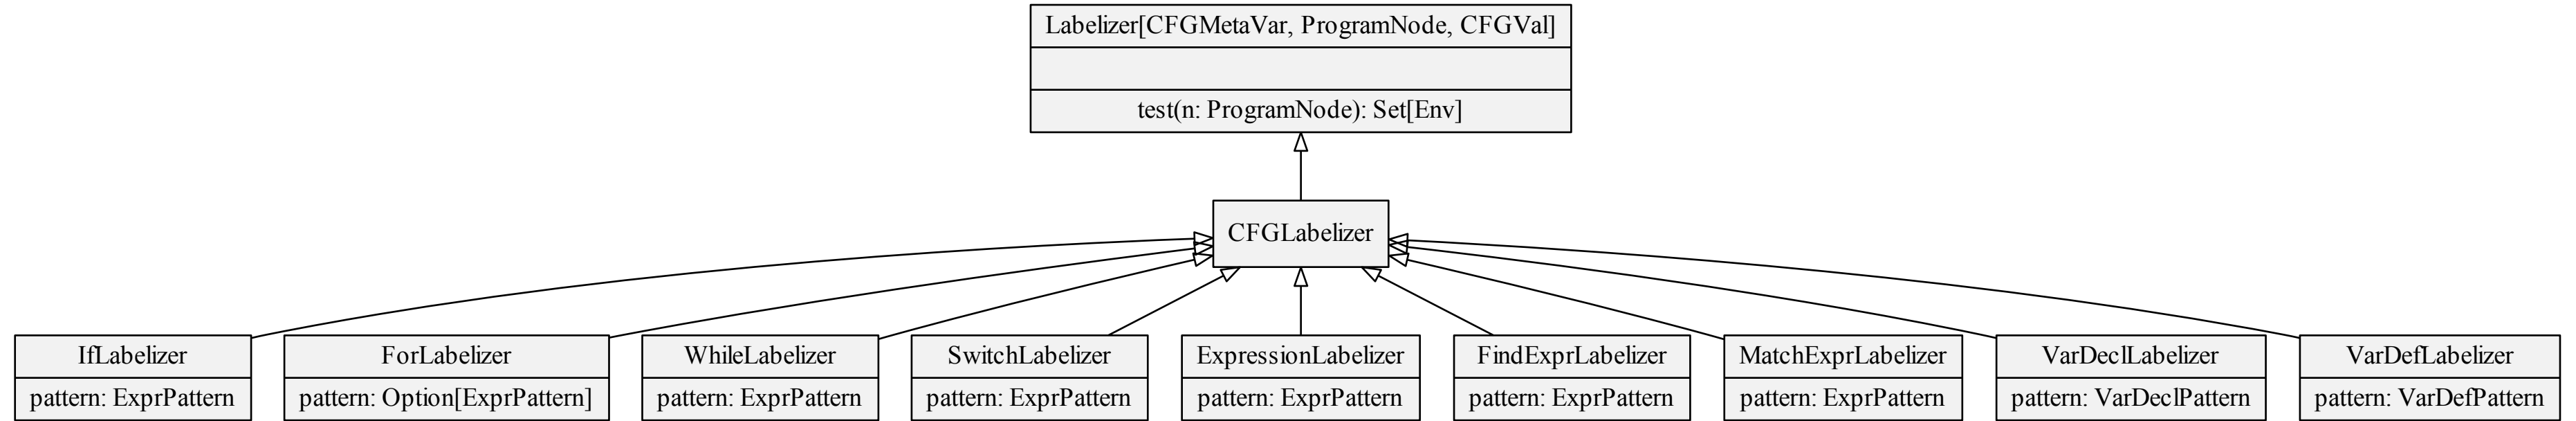 Labelizer[CFGMetaVar, ProgramNode, CFGVal]
test(n: ProgramNode): Set[Env]
CFGLabelizer
IfLabelizer
pattern: ExprPattern
ForLabelizer
pattern: Option[ExprPattern]
WhileLabelizer
pattern: ExprPattern
SwitchLabelizer
pattern: ExprPattern
ExpressionLabelizer
pattern: ExprPattern
FindExprLabelizer
pattern: ExprPattern
MatchExprLabelizer
pattern: ExprPattern
VarDeclLabelizer
pattern: VarDeclPattern
VarDefLabelizer
pattern: VarDefPattern